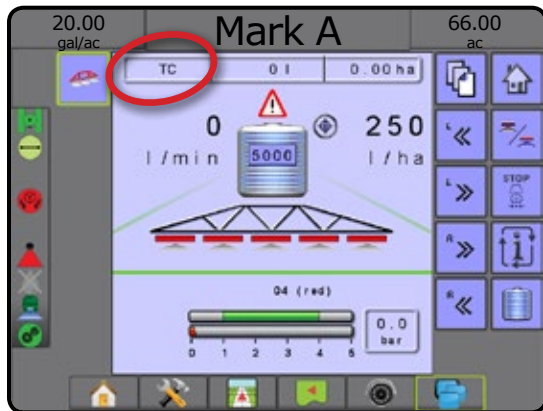 20.00
gal/ac
Mark A
66.00
ac
TC 0 l 0.00 ha
0
l/min
5000
250
l/ha
L
L
STOP
R
R
04 (red)
0 1 2 3 4 5
0.0
bar